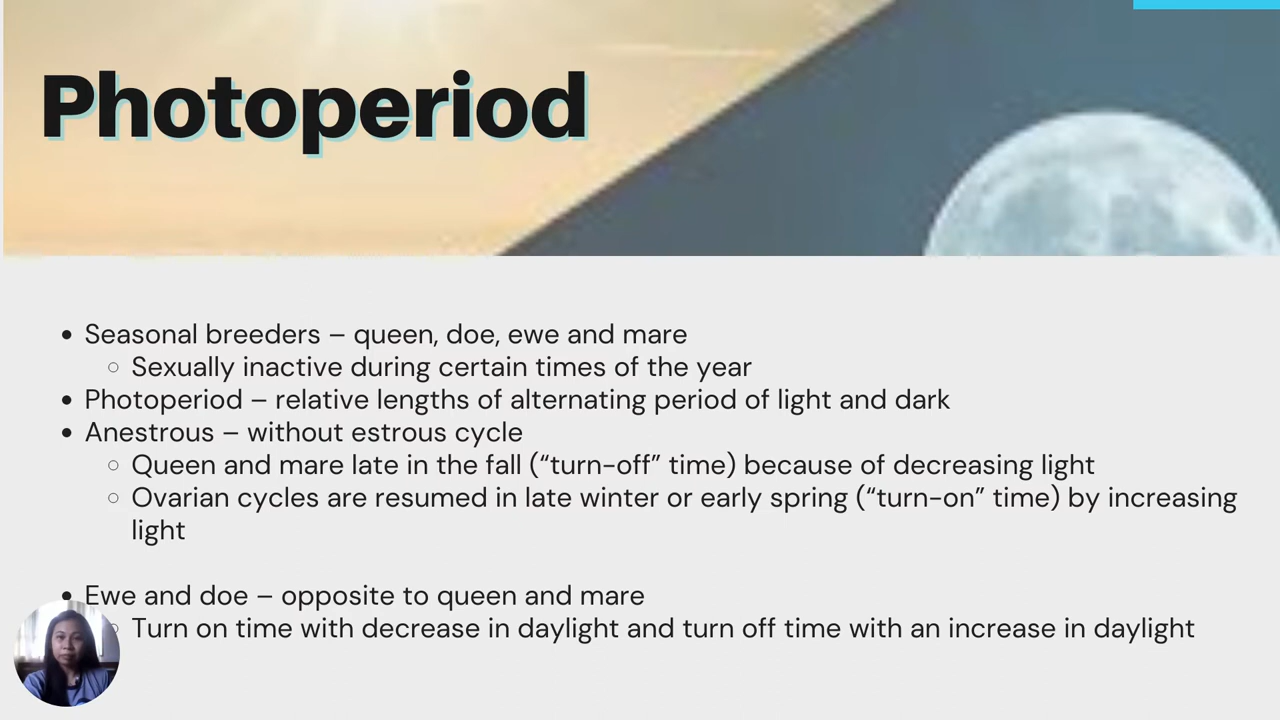 Photoperiod
• Seasonal breeders – queen, doe, ewe and mare
○ Sexually inactive during certain times of the year
• Photoperiod – relative lengths of alternating period of light and dark
• Anestrous – without estrous cycle
○ Queen and mare late in the fall (“turn-off” time) because of decreasing light
○ Ovarian cycles are resumed in late winter or early spring (“turn-on” time) by increasing
light
• Ewe and doe – opposite to queen and mare
○ Turn on time with decrease in daylight and turn off time with an increase in daylight